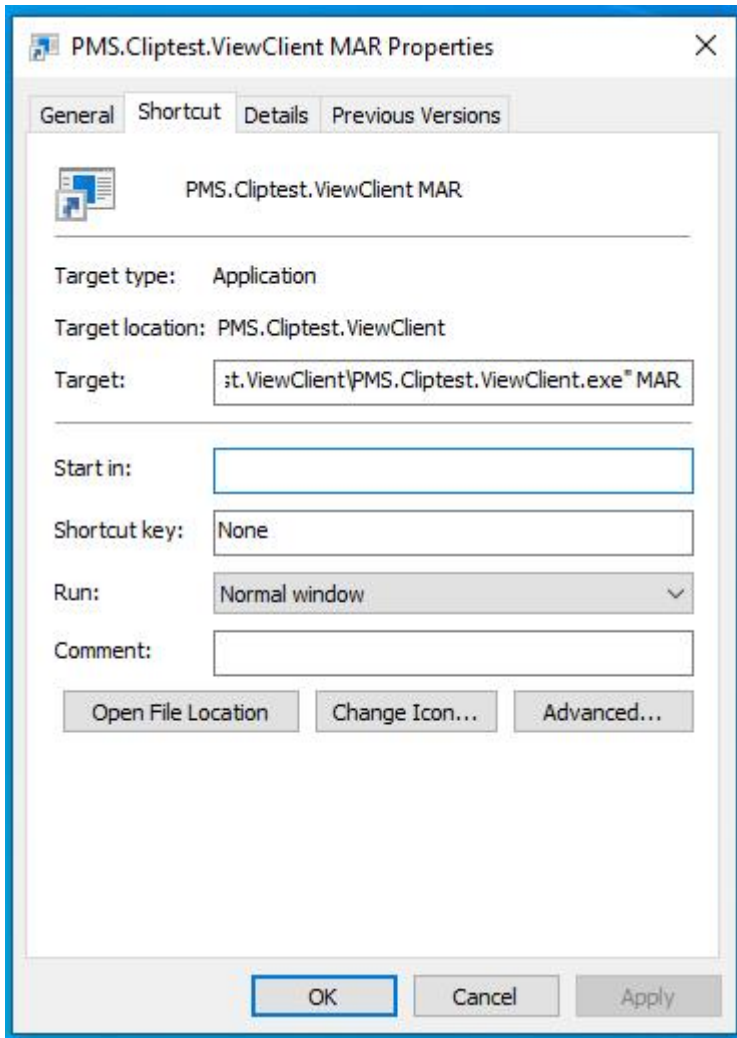 PMS.Cliptest.ViewClient MAR Properties
General Shortcut Details Previous Versions
PMS.Cliptest.ViewClient MAR
Target type: Application
Target location: PMS.Cliptest.ViewClient
Target: st.ViewClient\PMS.Cliptest.ViewClient.exe" MAR
Start in:
Shortcut key: None
Run: Normal window
Comment:
Open File Location Change Icon... Advanced...
OK Cancel Apply